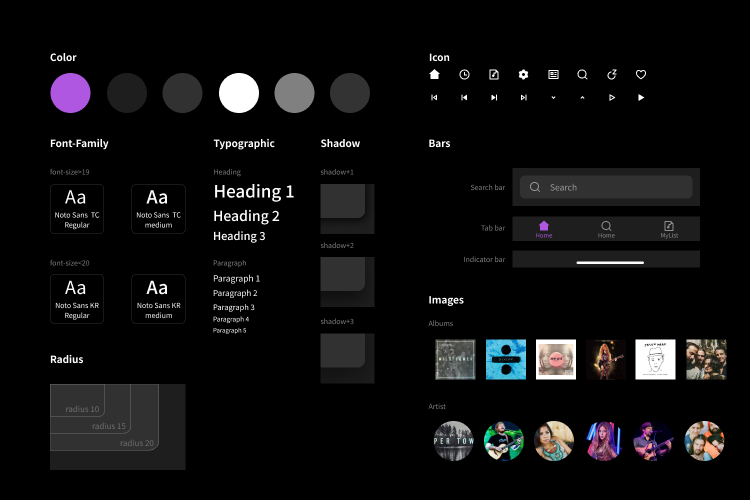 Color
Icon
Font-Family
Typographic
Shadow
Bars
font-size≈19
Heading
shadow+1
Aa
Noto Sans TC
Regular
Aa
Noto Sans TC
medium
Heading 1
Heading 2
Heading 3
Search bar
Search
Tab bar
Home
Home
MyList
shadow+2
Indicator bar
font-size≈20
Paragraph
Aa
Noto Sans KR
Regular
Aa
Noto Sans KR
medium
Paragraph 1
Paragraph 2
Paragraph 3
Paragraph 4
Paragraph 5
shadow+3
Images
Albums
Radius
radius 10
radius 15
radius 20
Artist
PER TOW